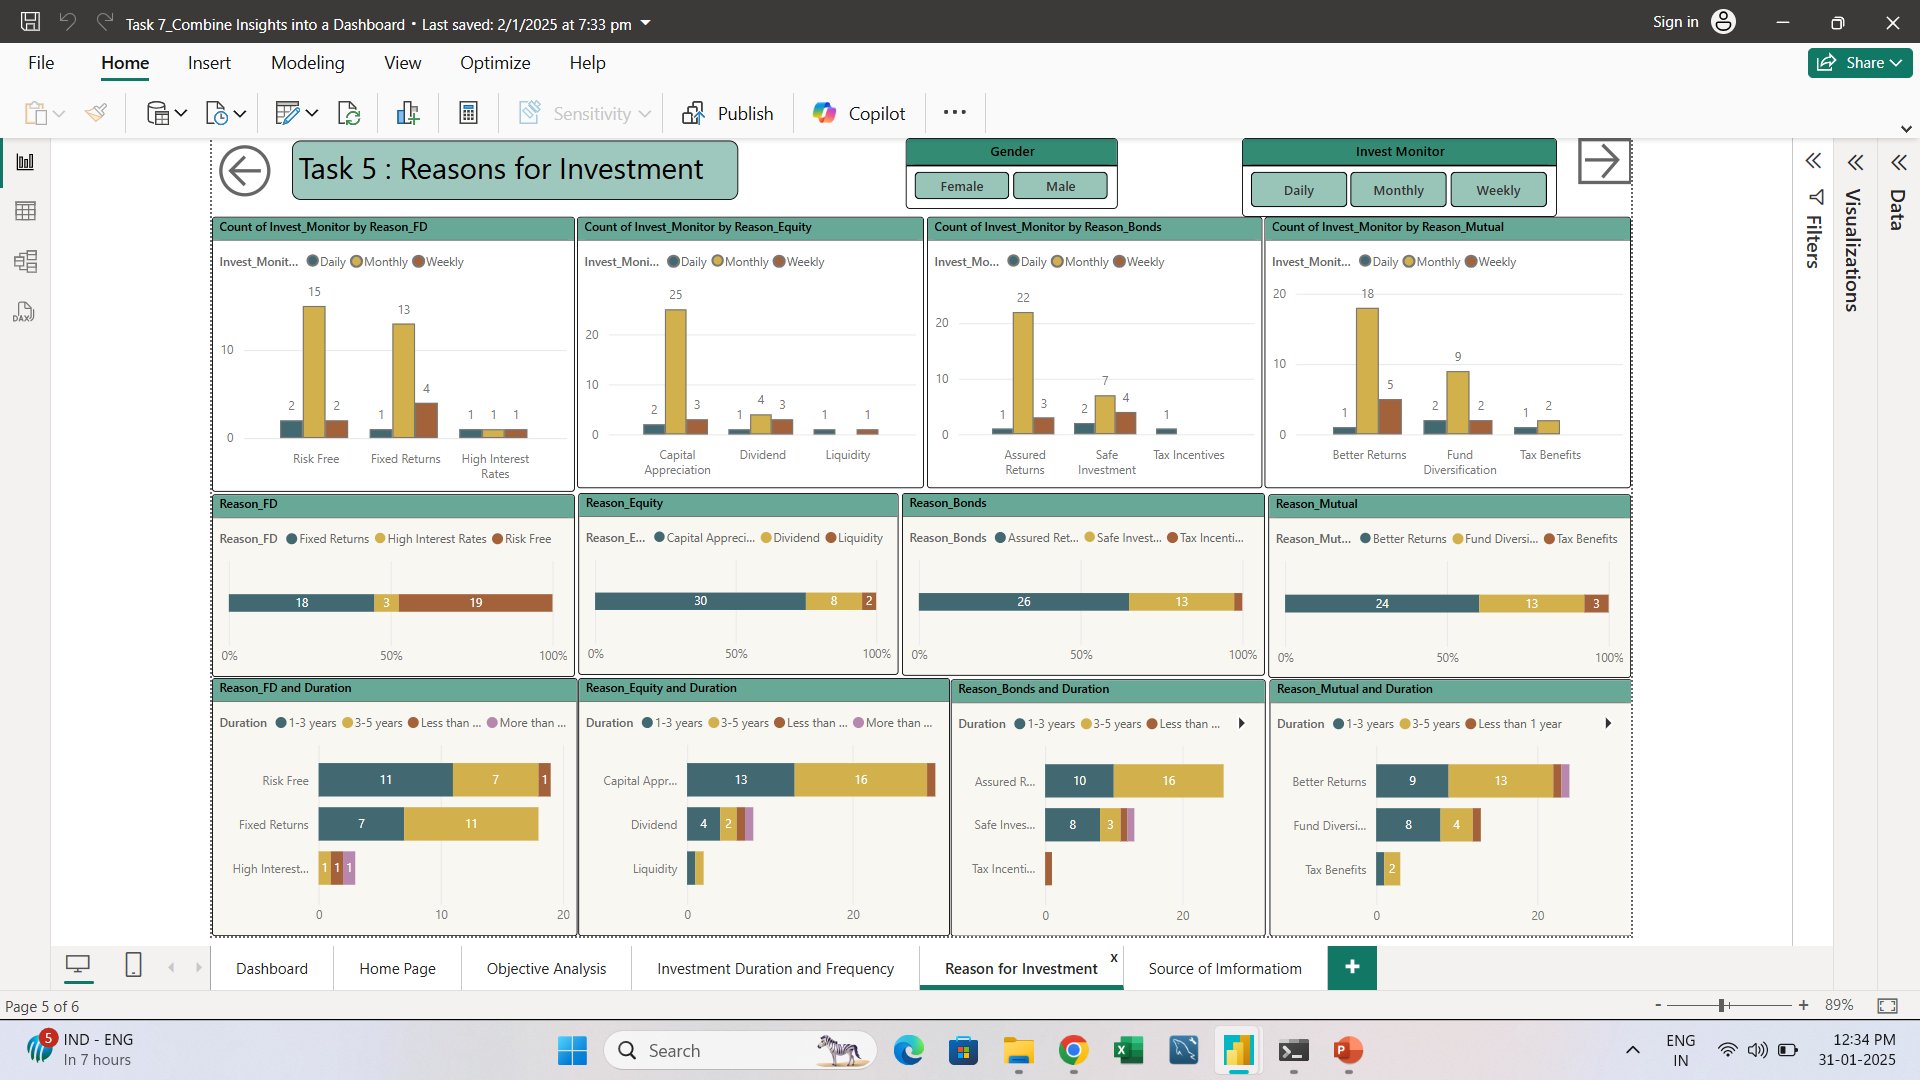 Task 7_Combine Insights into a Dashboard • Last saved: 2/1/2025 at 7:33 pm
Sign in
File
Home
Insert
Modeling
View
Optimize
Help
Share
Sensitivity
Publish
Copilot
Task 5 : Reasons for Investment
Gender
Female
Male
Invest Monitor
Daily
Monthly
Weekly
Filters
Visualizations
Data
DAX
Count of Invest_Monitor by Reason_FD
Invest_Monit... Daily Monthly Weekly
15
13
10
2
2
1
4
1
1
1
0
Risk Free
Fixed Returns
High Interest
Rates
Count of Invest_Monitor by Reason_Equity
Invest_Moni... Daily Monthly Weekly
25
20
10
2
3
1
4
3
1
1
0
Capital
Appreciation
Dividend
Liquidity
Count of Invest_Monitor by Reason_Bonds
Invest_Mo... Daily Monthly Weekly
22
20
10
1
3
2
7
4
1
0
Assured
Returns
Safe
Investment
Tax Incentives
Count of Invest_Monitor by Reason_Mutual
Invest_Monit... Daily Monthly Weekly
20
18
10
1
5
2
9
2
1
2
0
Better Returns
Fund
Diversification
Tax Benefits
Reason_FD
Reason_FD Fixed Returns High Interest Rates Risk Free
18 3 19
0% 50% 100%
Reason_Equity
Reason_E... Capital Appreci... Dividend Liquidity
30 8 2
0% 50% 100%
Reason_Bonds
Reason_Bonds Assured Ret... Safe Invest... Tax Incenti...
26 13
0% 50% 100%
Reason_Mutual
Reason_Mut... Better Returns Fund Diversi... Tax Benefits
24 13 3
0% 50% 100%
Reason_FD and Duration
Duration 1-3 years 3-5 years Less than ... More than ...
Risk Free 11 7 1
Fixed Returns 7 11
High Interest... 1 1 1
0 10 20
Reason_Equity and Duration
Duration 1-3 years 3-5 years Less than ... More than ...
Capital Appr... 13 16
Dividend 4 2
Liquidity
0 20
Reason_Bonds and Duration
Duration 1-3 years 3-5 years Less than ...
Assured R... 10 16
Safe Inves... 8 3
Tax Incenti...
0 20
Reason_Mutual and Duration
Duration 1-3 years 3-5 years Less than 1 year
Better Returns 9 13
Fund Diversi... 8 4
Tax Benefits 2
0 20
Dashboard
Home Page
Objective Analysis
Investment Duration and Frequency
Reason for Investment
x
Source of Imformatiom
+
Page 5 of 6
- + 89%
5
IND - ENG
In 7 hours
Search
ENG
IN
12:34 PM
31-01-2025